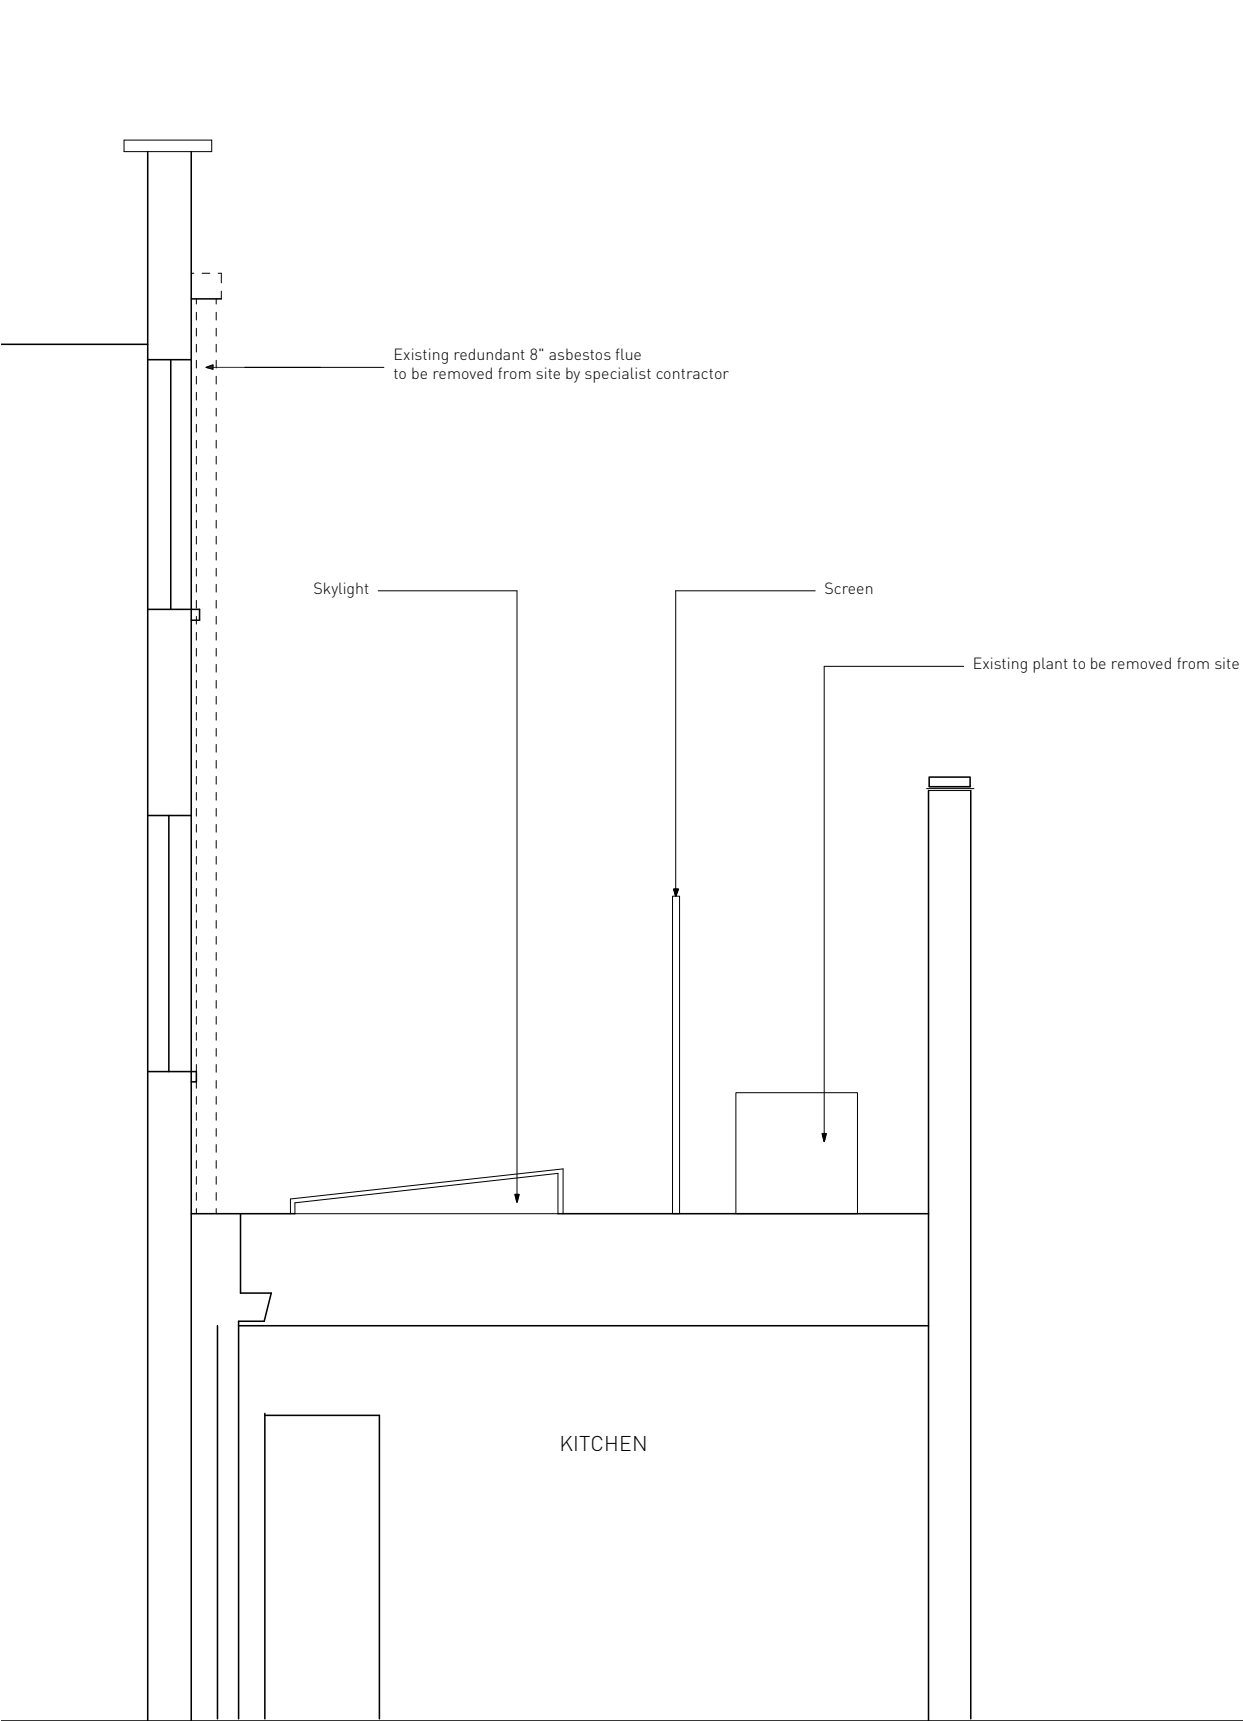 Existing redundant 8" asbestos flue
to be removed from site by specialist contractor
Skylight
Screen
Existing plant to be removed from site
KITCHEN